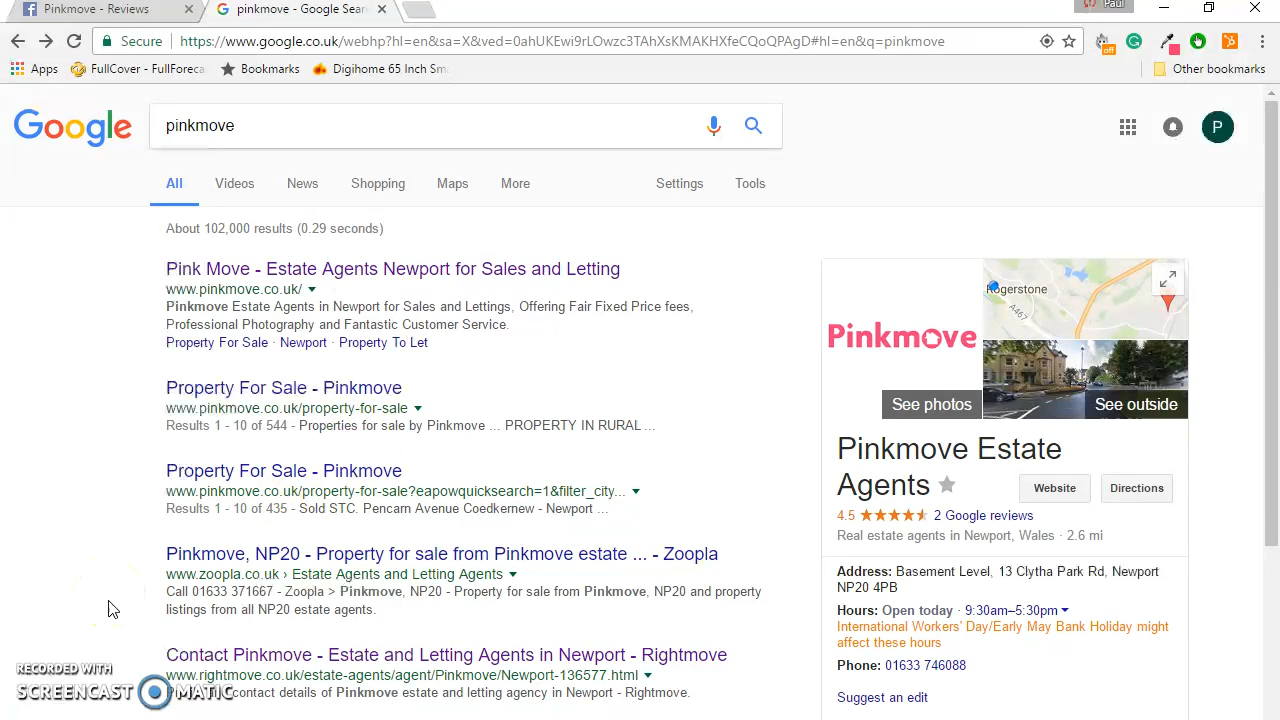 Pinkmove - Reviews
pinkmove - Google Sear
Paul
Secure
https://www.google.co.uk/webhp?hl=en&sa=X&ved=0ahUKEwi9rLOwzc3TAhXsKMAKHXfeCQoQPAgD#hl=en&q=pinkmove
off
Apps
FullCover - FullForeca
Bookmarks
Digihome 65 Inch Sm
Other bookmarks
Google
pinkmove
P
All
Videos
News
Shopping
Maps
More
Settings
Tools
About 102,000 results (0.29 seconds)
Pink Move - Estate Agents Newport for Sales and Letting
www.pinkmove.co.uk/
Pinkmove Estate Agents in Newport for Sales and Lettings, Offering Fair Fixed Price fees,
Professional Photography and Fantastic Customer Service.
Property For Sale · Newport · Property To Let
Property For Sale - Pinkmove
www.pinkmove.co.uk/property-for-sale
Results 1 - 10 of 544 - Properties for sale by Pinkmove ... PROPERTY IN RURAL ...
Property For Sale - Pinkmove
www.pinkmove.co.uk/property-for-sale?eapowquicksearch=1&filter_city...
Results 1 - 10 of 435 - Sold STC. Pencarn Avenue Coedkernew - Newport ...
Pinkmove, NP20 - Property for sale from Pinkmove estate ... - Zoopla
www.zoopla.co.uk › Estate Agents and Letting Agents
Call 01633 371667 - Zoopla > Pinkmove, NP20 - Property for sale from Pinkmove, NP20 and property
listings from all NP20 estate agents.
Contact Pinkmove - Estate and Letting Agents in Newport - Rightmove
www.rightmove.co.uk/estate-agents/agent/Pinkmove/Newport-136577.html
contact details of Pinkmove estate and letting agency in Newport - Rightmove.
RECORDED WITH
SCREENCAST MATIC
Rogerstone
A467
Pinkmove
See photos
See outside
Pinkmove Estate
Agents
Website
Directions
4.5
2 Google reviews
Real estate agents in Newport, Wales · 2.6 mi
Address: Basement Level, 13 Clytha Park Rd, Newport
NP20 4PB
Hours: Open today · 9:30am–5:30pm
International Workers' Day/Early May Bank Holiday might
affect these hours
Phone: 01633 746088
Suggest an edit